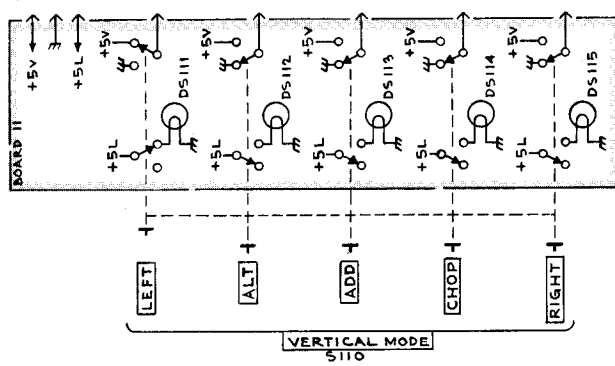 +5V
+5L
BOARD 11
+5V
+5V
+5V
+5V
+5V
DS111
DS112
DS113
DS114
DS115
+5L
+5L
+5L
+5L
+5L
LEFT
ALT
ADD
CHOP
RIGHT
VERTICAL MODE
S110